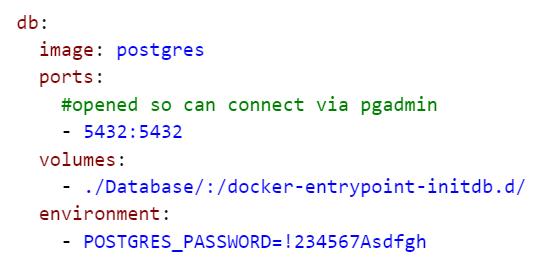 db:
  image: postgres
  ports:
    #opened so can connect via pgadmin
    - 5432:5432
  volumes:
    - ./Database/:/docker-entrypoint-initdb.d/
  environment:
    - POSTGRES_PASSWORD=!234567Asdfgh